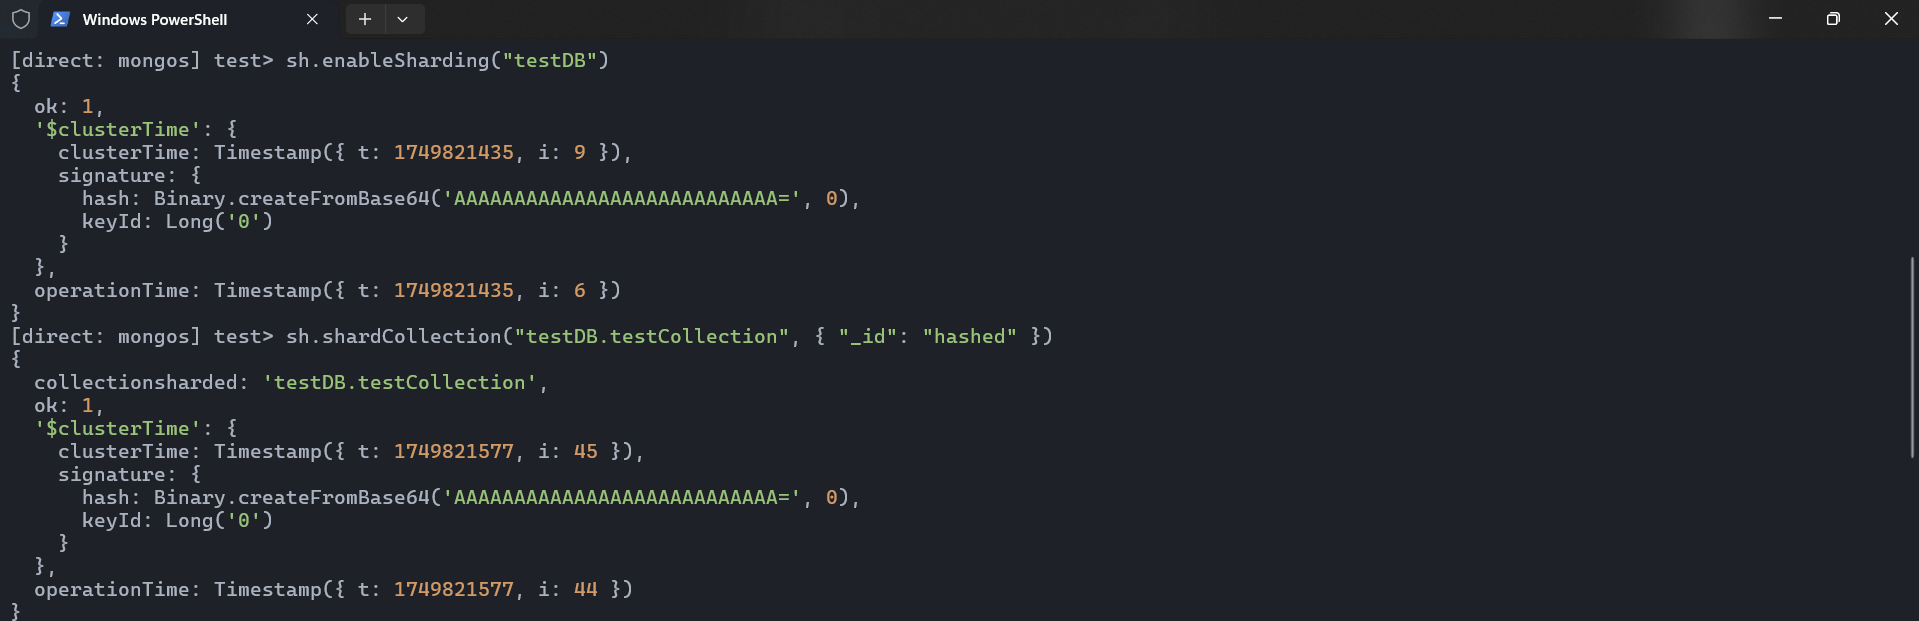 Windows PowerShell
[direct: mongos] test> sh.enableSharding("testDB")
{
  ok: 1,
  '$clusterTime': {
    clusterTime: Timestamp({ t: 1749821435, i: 9 }),
    signature: {
      hash: Binary.createFromBase64('AAAAAAAAAAAAAAAAAAAAAAAAAAA=', 0),
      keyId: Long('0')
    }
  },
  operationTime: Timestamp({ t: 1749821435, i: 6 })
}
[direct: mongos] test> sh.shardCollection("testDB.testCollection", { "_id": "hashed" })
{
  collectionsharded: 'testDB.testCollection',
  ok: 1,
  '$clusterTime': {
    clusterTime: Timestamp({ t: 1749821577, i: 45 }),
    signature: {
      hash: Binary.createFromBase64('AAAAAAAAAAAAAAAAAAAAAAAAAAA=', 0),
      keyId: Long('0')
    }
  },
  operationTime: Timestamp({ t: 1749821577, i: 44 })
}